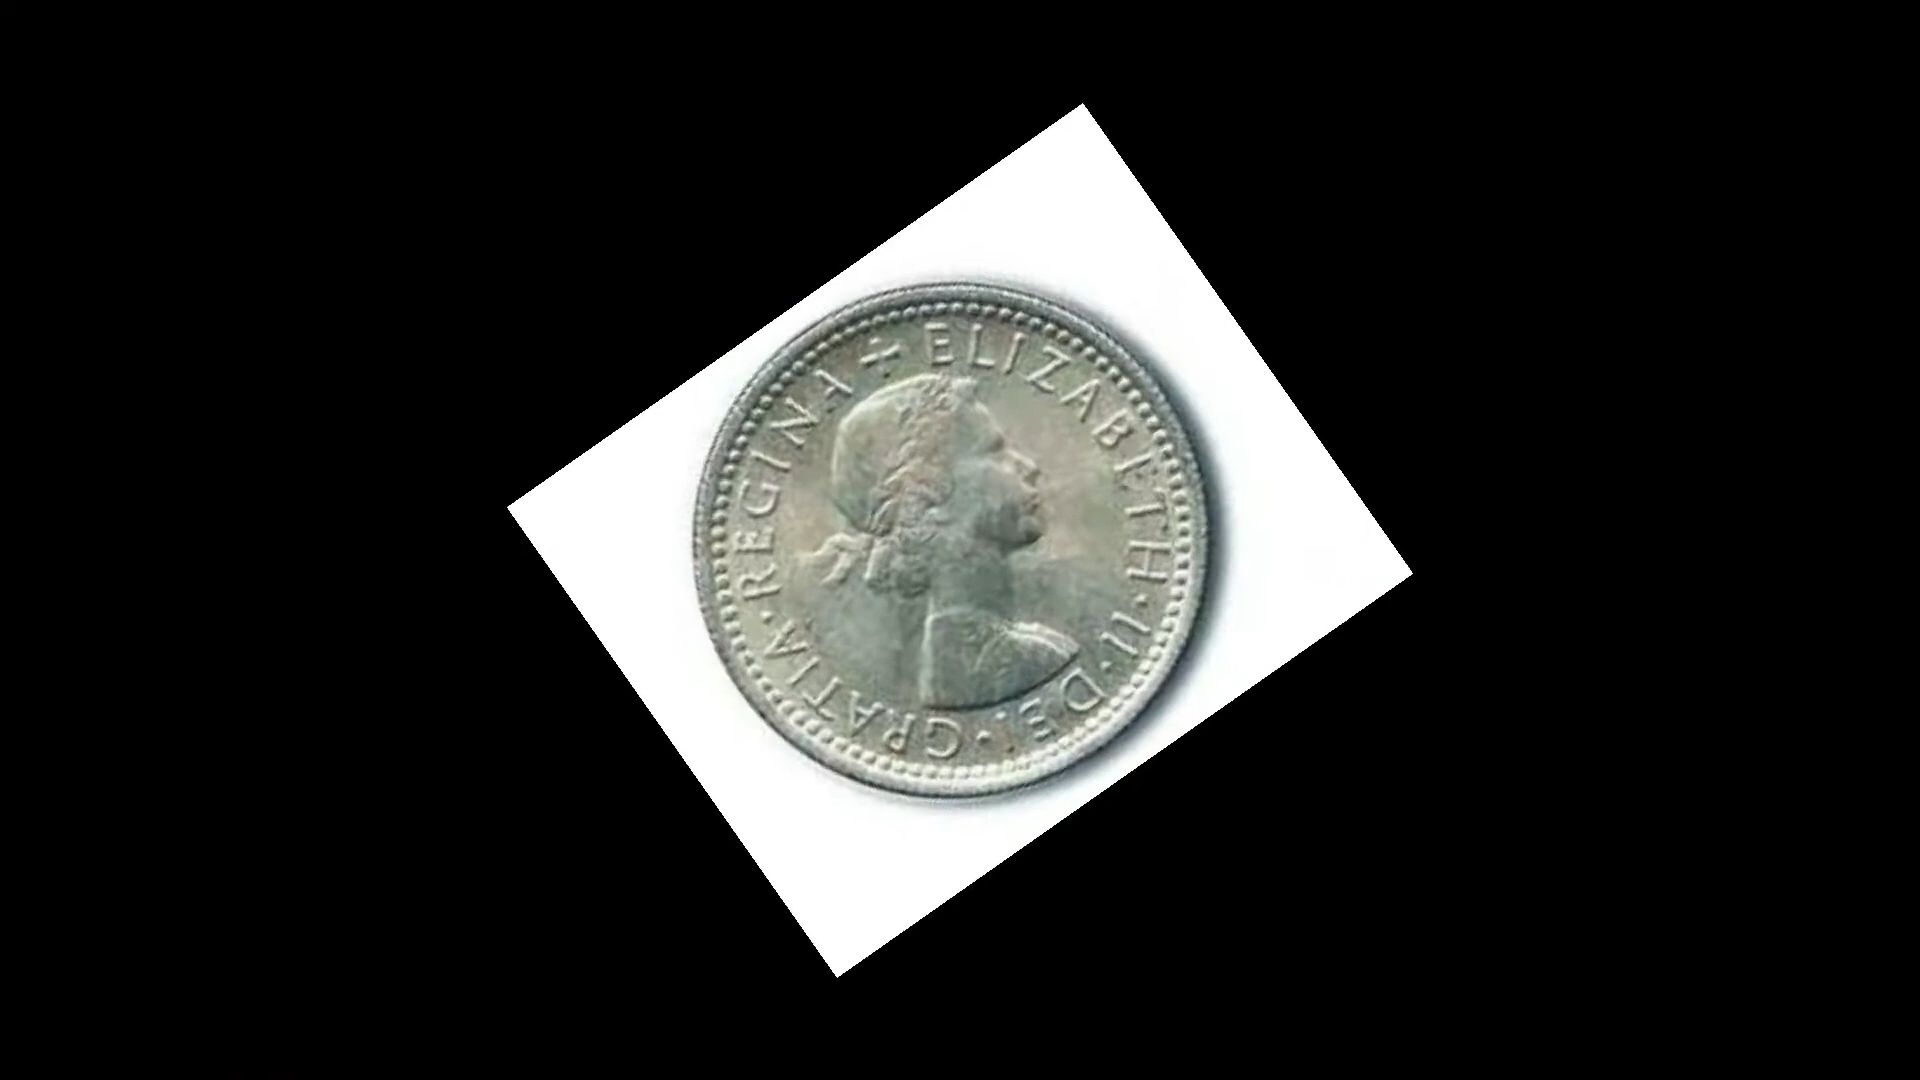 + ELIZABETH · II · DEI · GRATIA · REGINA